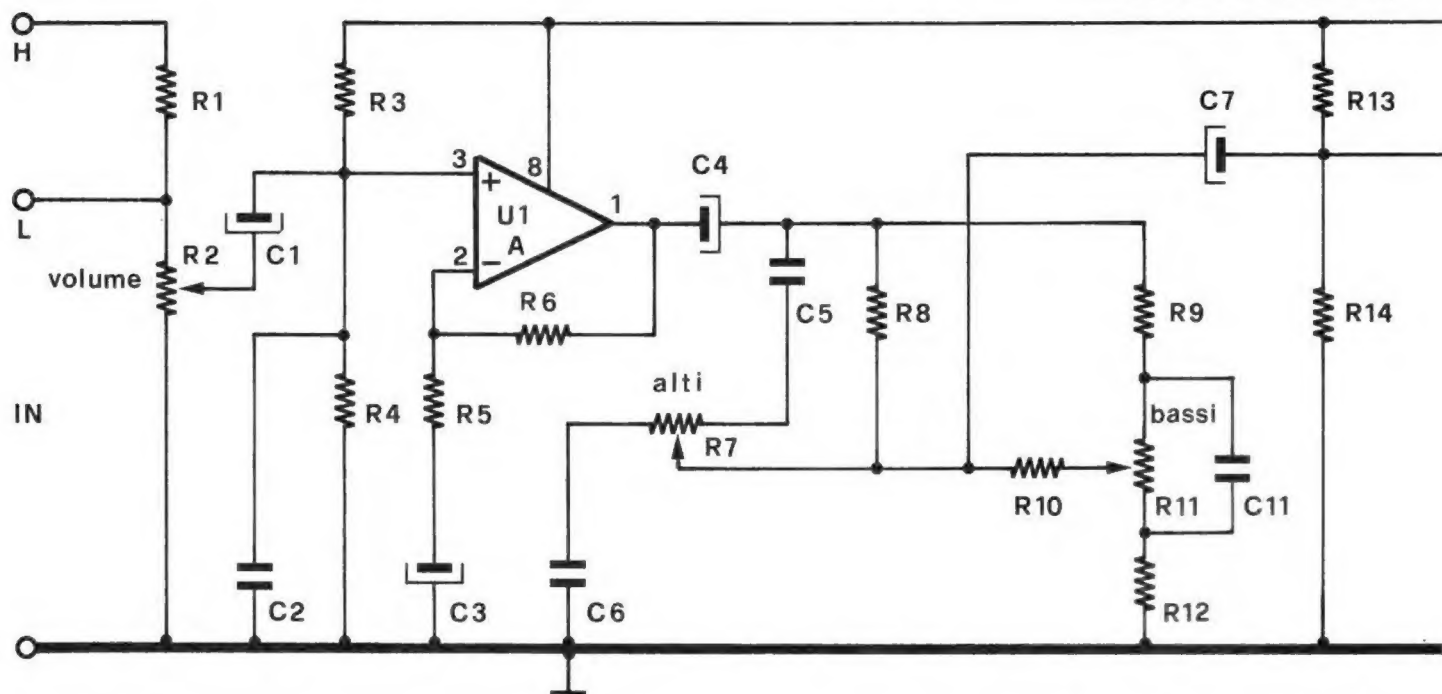 H
R1
R3
C7
R13
3
+
8
U1
A
1
C4
L
R2
volume
C1
2
−
R6
C5
R8
R9
R14
IN
alti
R7
bassi
R4
R5
R10
R11
C11
C2
C3
C6
R12